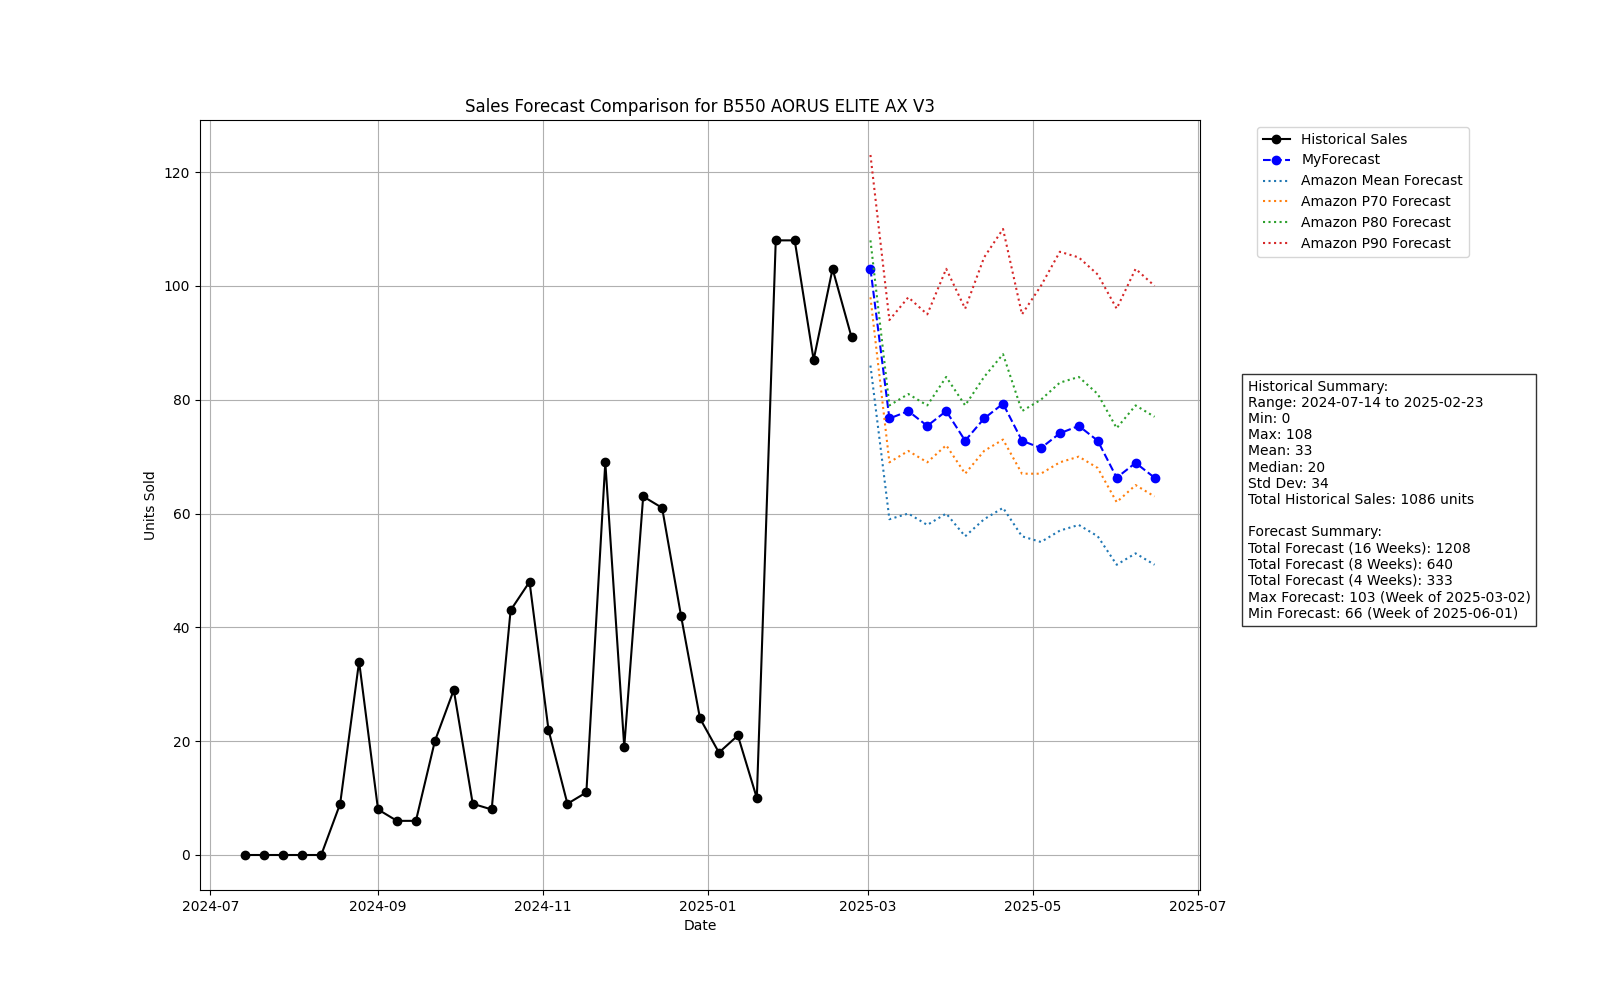 Sales Forecast Comparison for B550 AORUS ELITE AX V3
Units Sold
120
100
80
60
40
20
0
2024-07
2024-09
2024-11
2025-01
2025-03
2025-05
2025-07
Date
Historical Sales
MyForecast
Amazon Mean Forecast
Amazon P70 Forecast
Amazon P80 Forecast
Amazon P90 Forecast
Historical Summary:
Range: 2024-07-14 to 2025-02-23
Min: 0
Max: 108
Mean: 33
Median: 20
Std Dev: 34
Total Historical Sales: 1086 units
Forecast Summary:
Total Forecast (16 Weeks): 1208
Total Forecast (8 Weeks): 640
Total Forecast (4 Weeks): 333
Max Forecast: 103 (Week of 2025-03-02)
Min Forecast: 66 (Week of 2025-06-01)